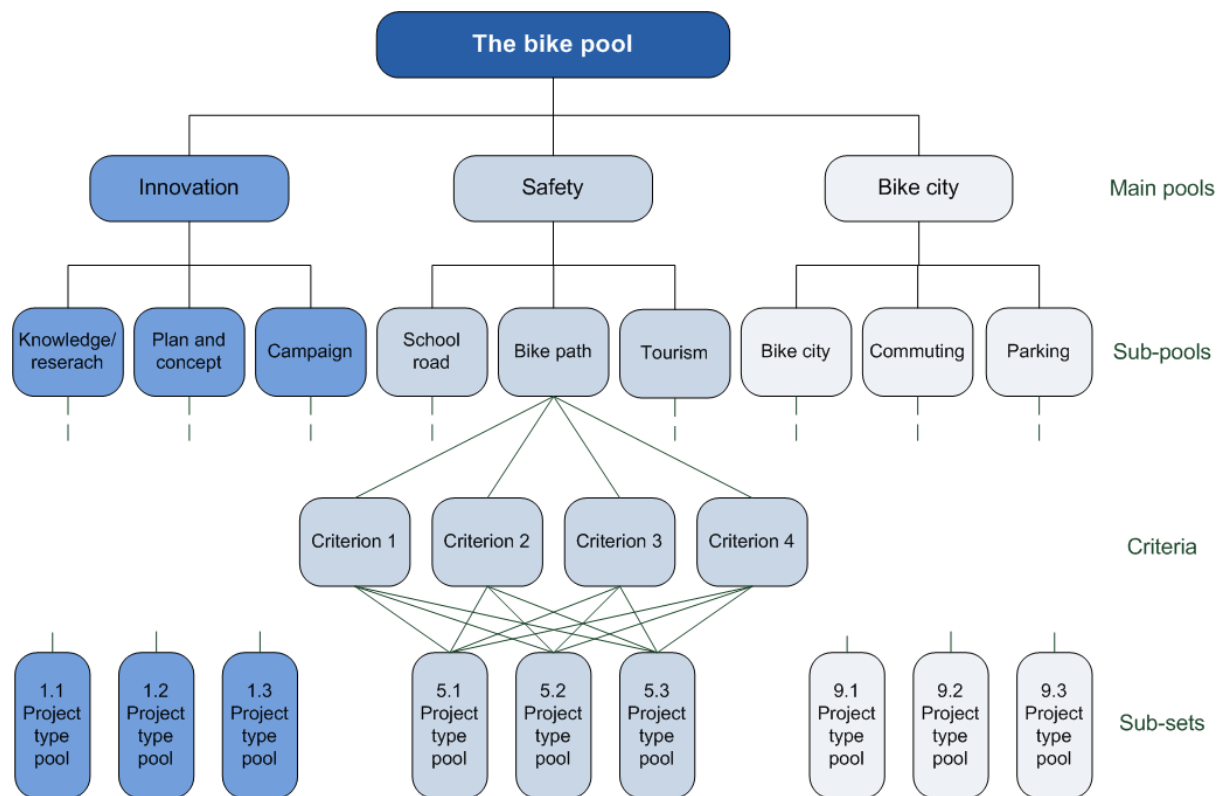 The bike pool
Innovation
Safety
Bike city
Main pools
Knowledge/
reserach
Plan and
concept
Campaign
School
road
Bike path
Tourism
Bike city
Commuting
Parking
Sub-pools
Criterion 1
Criterion 2
Criterion 3
Criterion 4
Criteria
1.1
Project
type
pool
1.2
Project
type
pool
1.3
Project
type
pool
5.1
Project
type
pool
5.2
Project
type
pool
5.3
Project
type
pool
9.1
Project
type
pool
9.2
Project
type
pool
9.3
Project
type
pool
Sub-sets